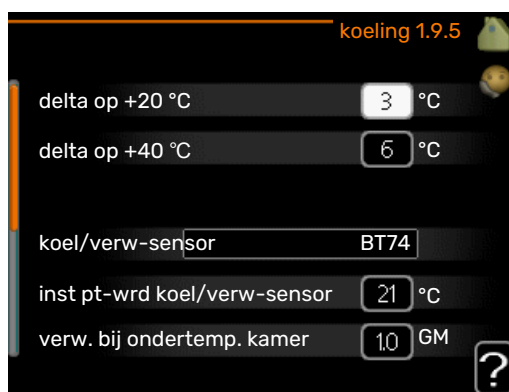 koeling 1.9.5
delta op +20 °C 3 °C
delta op +40 °C 6 °C
koel/verw-sensor BT74
inst pt-wrd koel/verw-sensor 21 °C
verw. bij ondertemp. kamer 1.0 GM
?